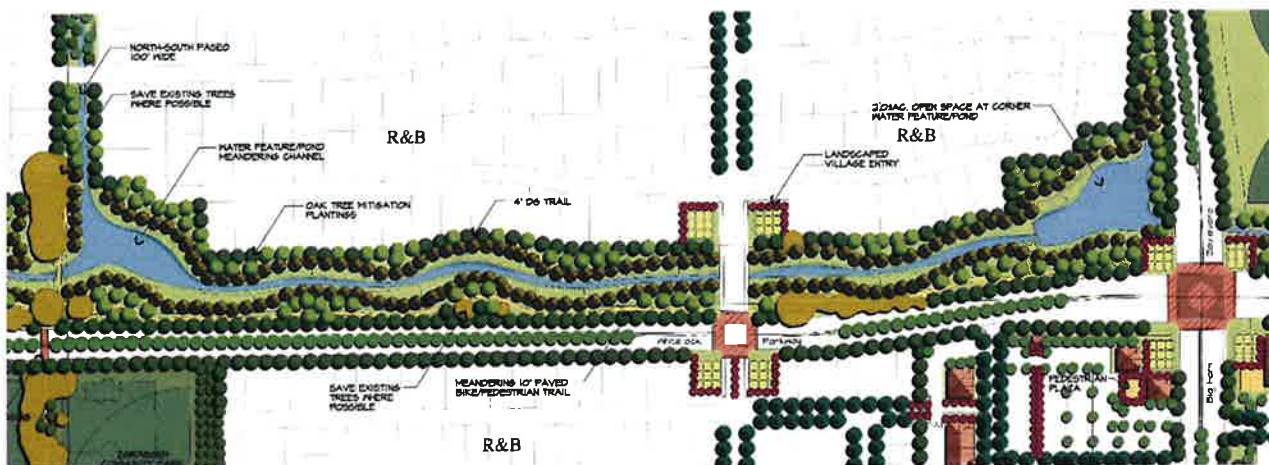 NORTH-SOUTH PASEO
100' WIDE
SAVE EXISTING TREES
WHERE POSSIBLE
R&B
WATER FEATURE/POND
MEANDERING CHANNEL
OAK TREE MITIGATION
PLANTINGS
4' DG TRAIL
LANDSCAPED
VILLAGE ENTRY
OPEN SPACE AT CORNER
WATER FEATURE/POND
R&B
Parkway
SAVE EXISTING
TREES WHERE
POSSIBLE
MEANDERING 10' PAVED
BIKE/PEDESTRIAN TRAIL
R&B
PEDESTRIAN
PLAZA
Big Horn